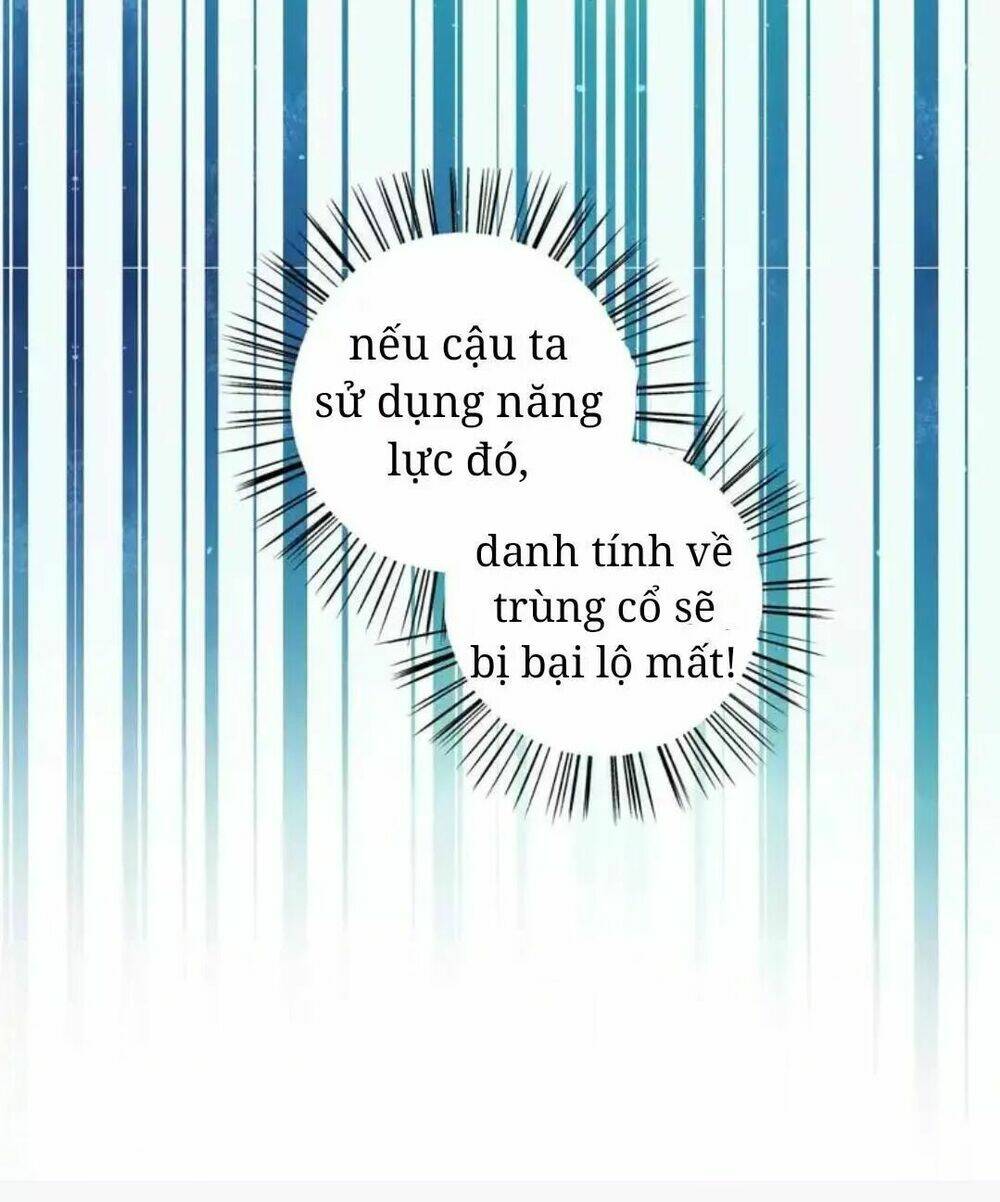 nếu cậu ta
sử dụng năng
lực đó,
danh tính về
trùng cổ sẽ
bị bại lộ mất!